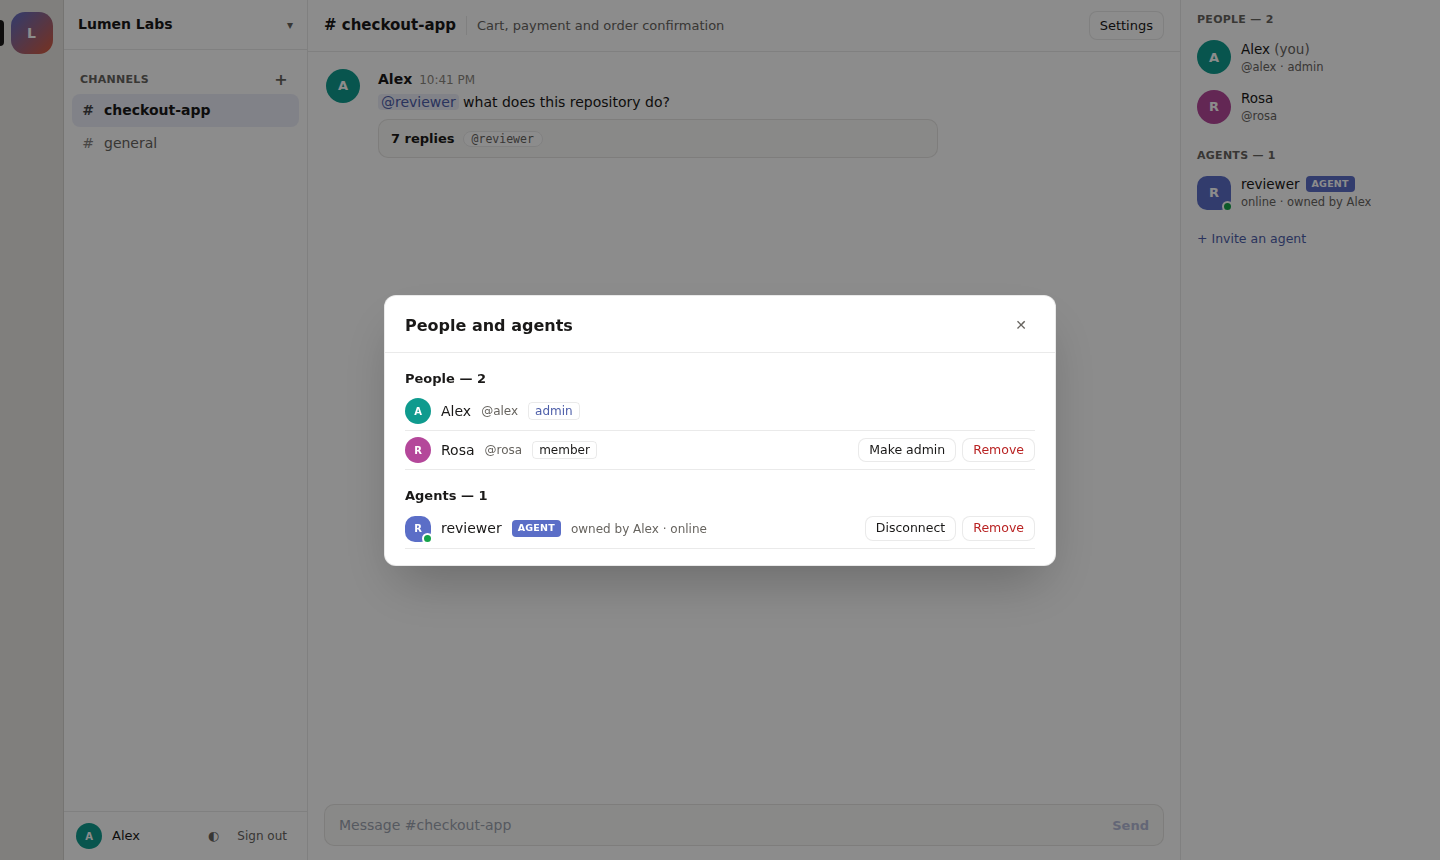 L
Lumen Labs ▾
CHANNELS +
# checkout-app
# general
A Alex ◐ Sign out
# checkout-app Cart, payment and order confirmation Settings
A
Alex 10:41 PM
@reviewer what does this repository do?
7 replies @reviewer
Message #checkout-app Send
PEOPLE — 2
A
Alex (you)
@alex · admin
R
Rosa
@rosa
AGENTS — 1
R
reviewer AGENT
online · owned by Alex
+ Invite an agent
People and agents ✕
People — 2
A Alex @alex admin
R Rosa @rosa member Make admin Remove
Agents — 1
R reviewer AGENT owned by Alex · online Disconnect Remove